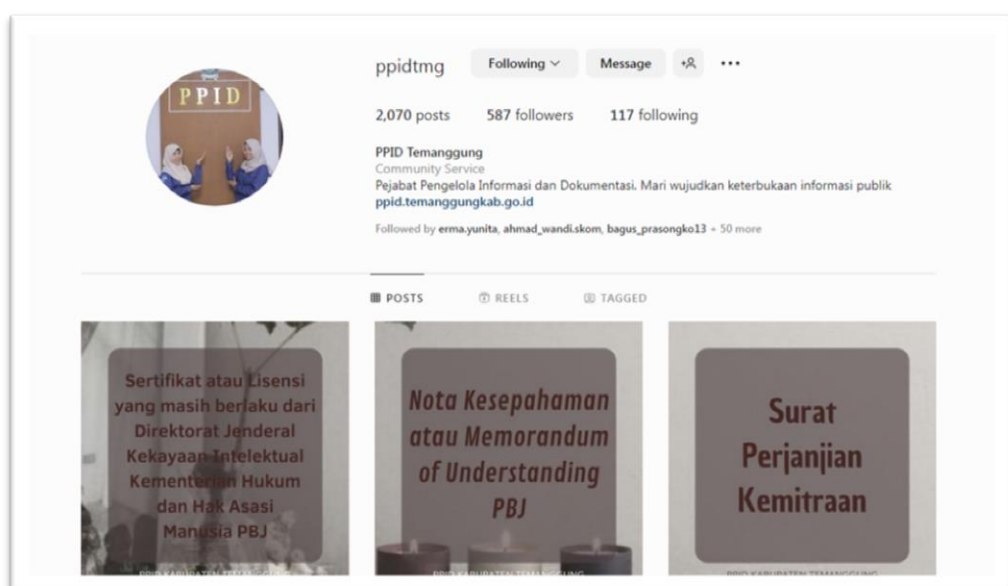 PPID
ppidtmg Following Message
2,070 posts 587 followers 117 following
PPID Temanggung
Community Service
Pejabat Pengelola Informasi dan Dokumentasi. Mari wujudkan keterbukaan informasi publik
ppid.temanggungkab.go.id
Followed by erma.yunita, ahmad_wandi.skom, bagus_prasongko13 + 50 more
POSTS REELS TAGGED
Sertifikat atau Lisensi
yang masih berlaku dari
Direktorat Jenderal
Kekayaan Intelektual
Kementerian Hukum
dan Hak Asasi
Manusia PBJ
PPID KABUPATEN TEMANGGUNG
Nota Kesepahaman
atau Memorandum
of Understanding
PBJ
PPID KABUPATEN TEMANGGUNG
Surat
Perjanjian
Kemitraan
PPID KABUPATEN TEMANGGUNG